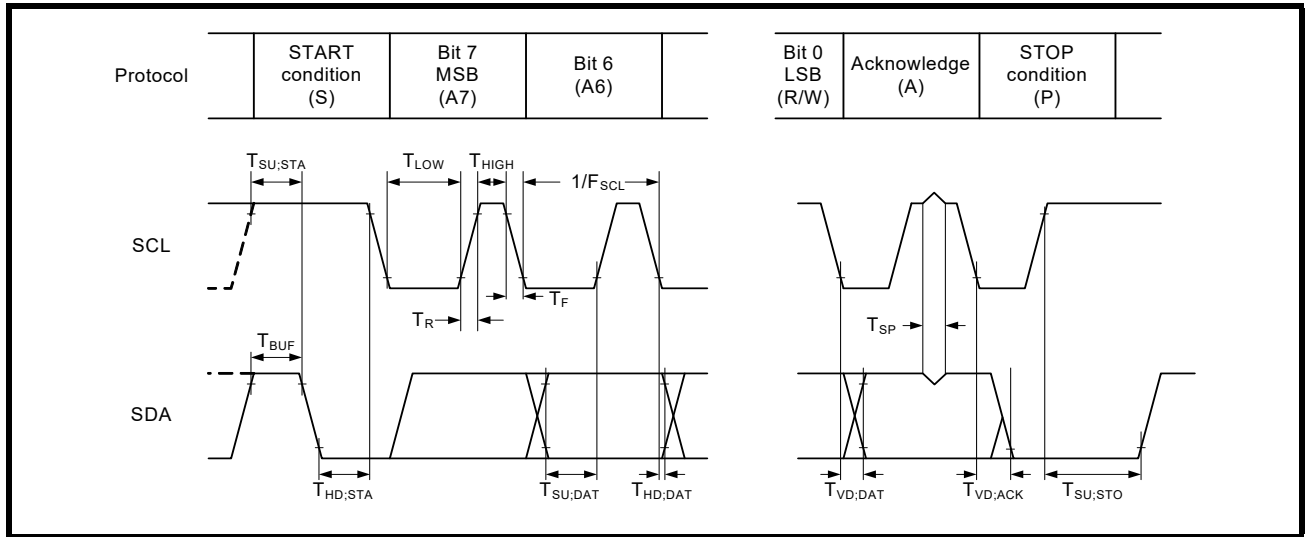 Protocol
START
condition
(S)
Bit 7
MSB
(A7)
Bit 6
(A6)
Bit 0
LSB
(R/W)
Acknowledge
(A)
STOP
condition
(P)
TSU;STA
TLOW
THIGH
1/FSCL
SCL
TF
TR
TSP
TBUF
SDA
THD;STA
TSU;DAT
THD;DAT
TVD;DAT
TVD;ACK
TSU;STO